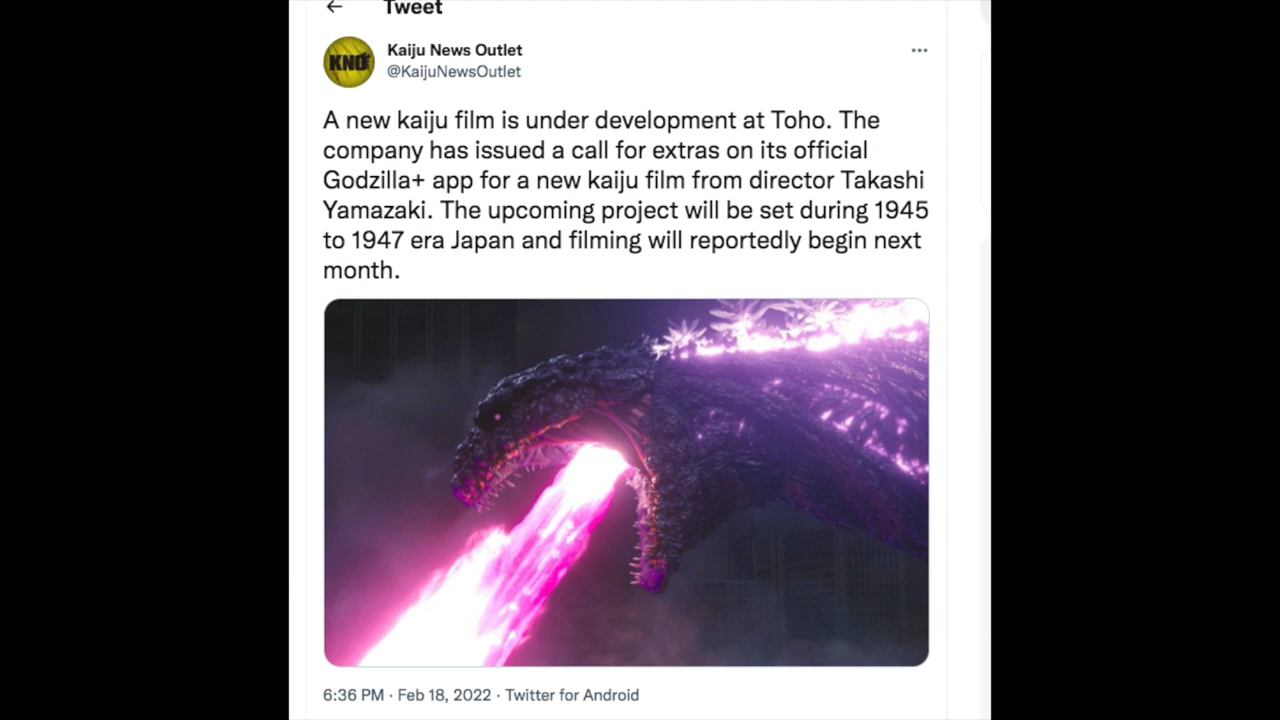 Tweet
KNO
Kaiju News Outlet
@KaijuNewsOutlet
A new kaiju film is under development at Toho. The
company has issued a call for extras on its official
Godzilla+ app for a new kaiju film from director Takashi
Yamazaki. The upcoming project will be set during 1945
to 1947 era Japan and filming will reportedly begin next
month.
6:36 PM · Feb 18, 2022 · Twitter for Android